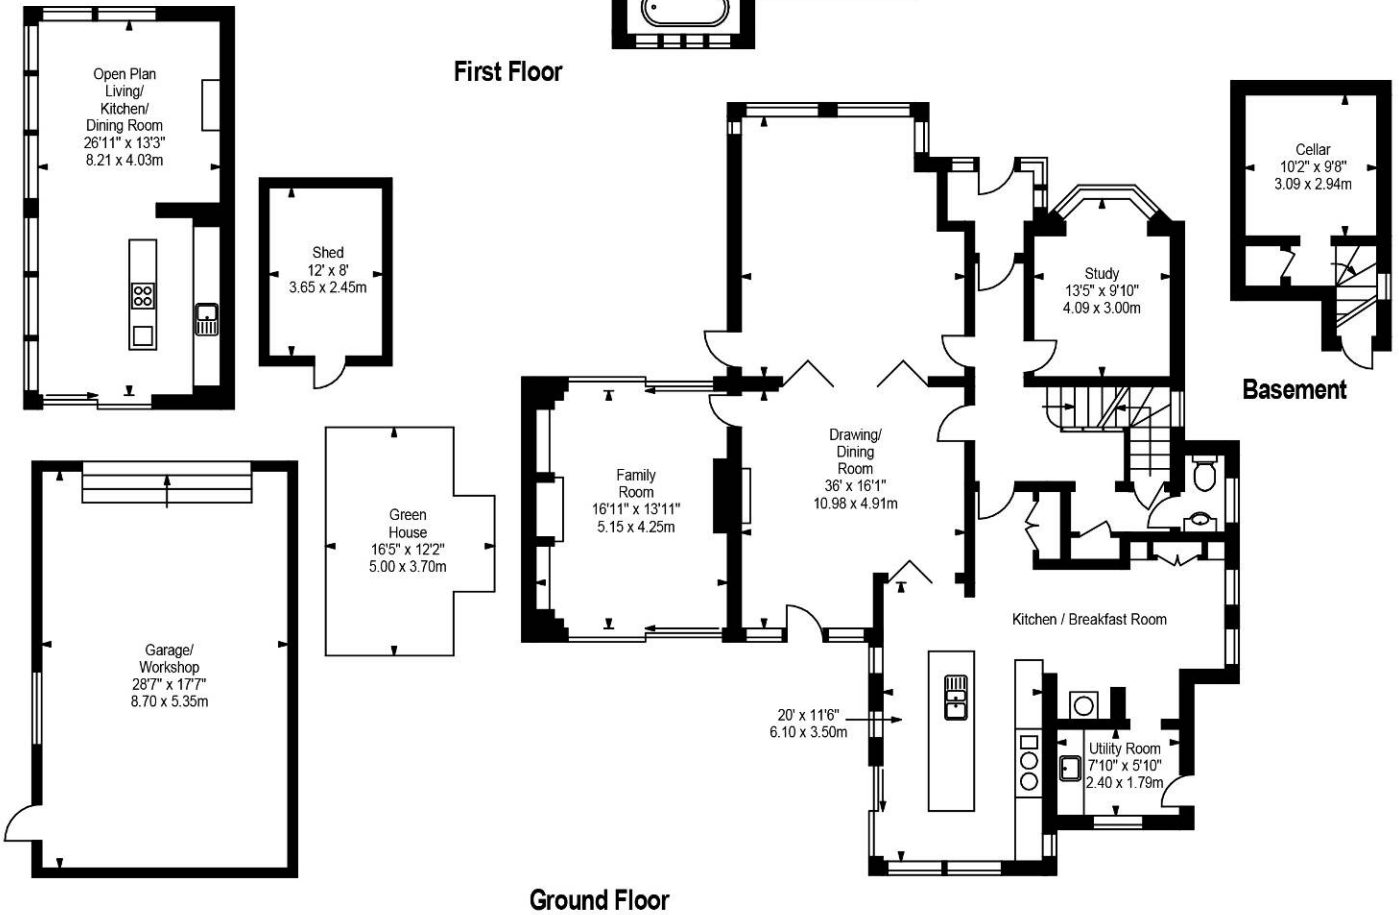 First Floor
Open Plan
Living/
Kitchen/
Dining Room
26'11" x 13'3"
8.21 x 4.03m
Shed
12' x 8'
3.65 x 2.45m
Study
13'5" x 9'10"
4.09 x 3.00m
Cellar
10'2" x 9'8"
3.09 x 2.94m
Basement
Drawing/
Dining
Room
36' x 16'1"
10.98 x 4.91m
Family
Room
16'11" x 13'11"
5.15 x 4.25m
Green
House
16'5" x 12'2"
5.00 x 3.70m
Garage/
Workshop
28'7" x 17'7"
8.70 x 5.35m
Kitchen / Breakfast Room
20' x 11'6"
6.10 x 3.50m
Utility Room
7'10" x 5'10"
2.40 x 1.79m
Ground Floor